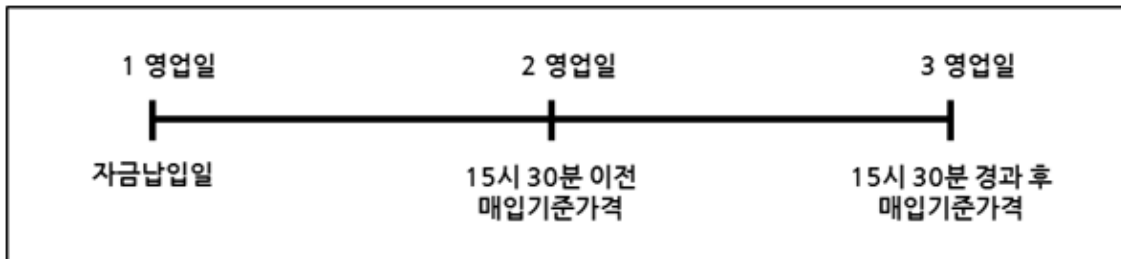 1 영업일
2 영업일
3 영업일
자금납입일
15시 30분 이전
매입기준가격
15시 30분 경과 후
매입기준가격